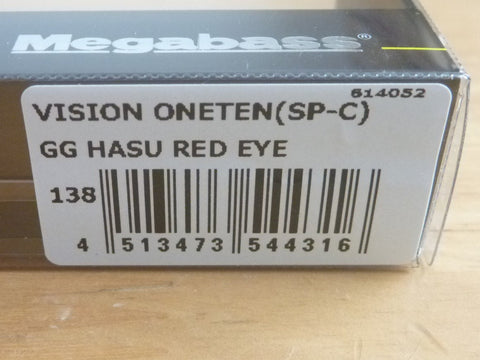 Megabass®
614052
VISION ONETEN(SP-C)
GG HASU RED EYE
138
4 513473 544316